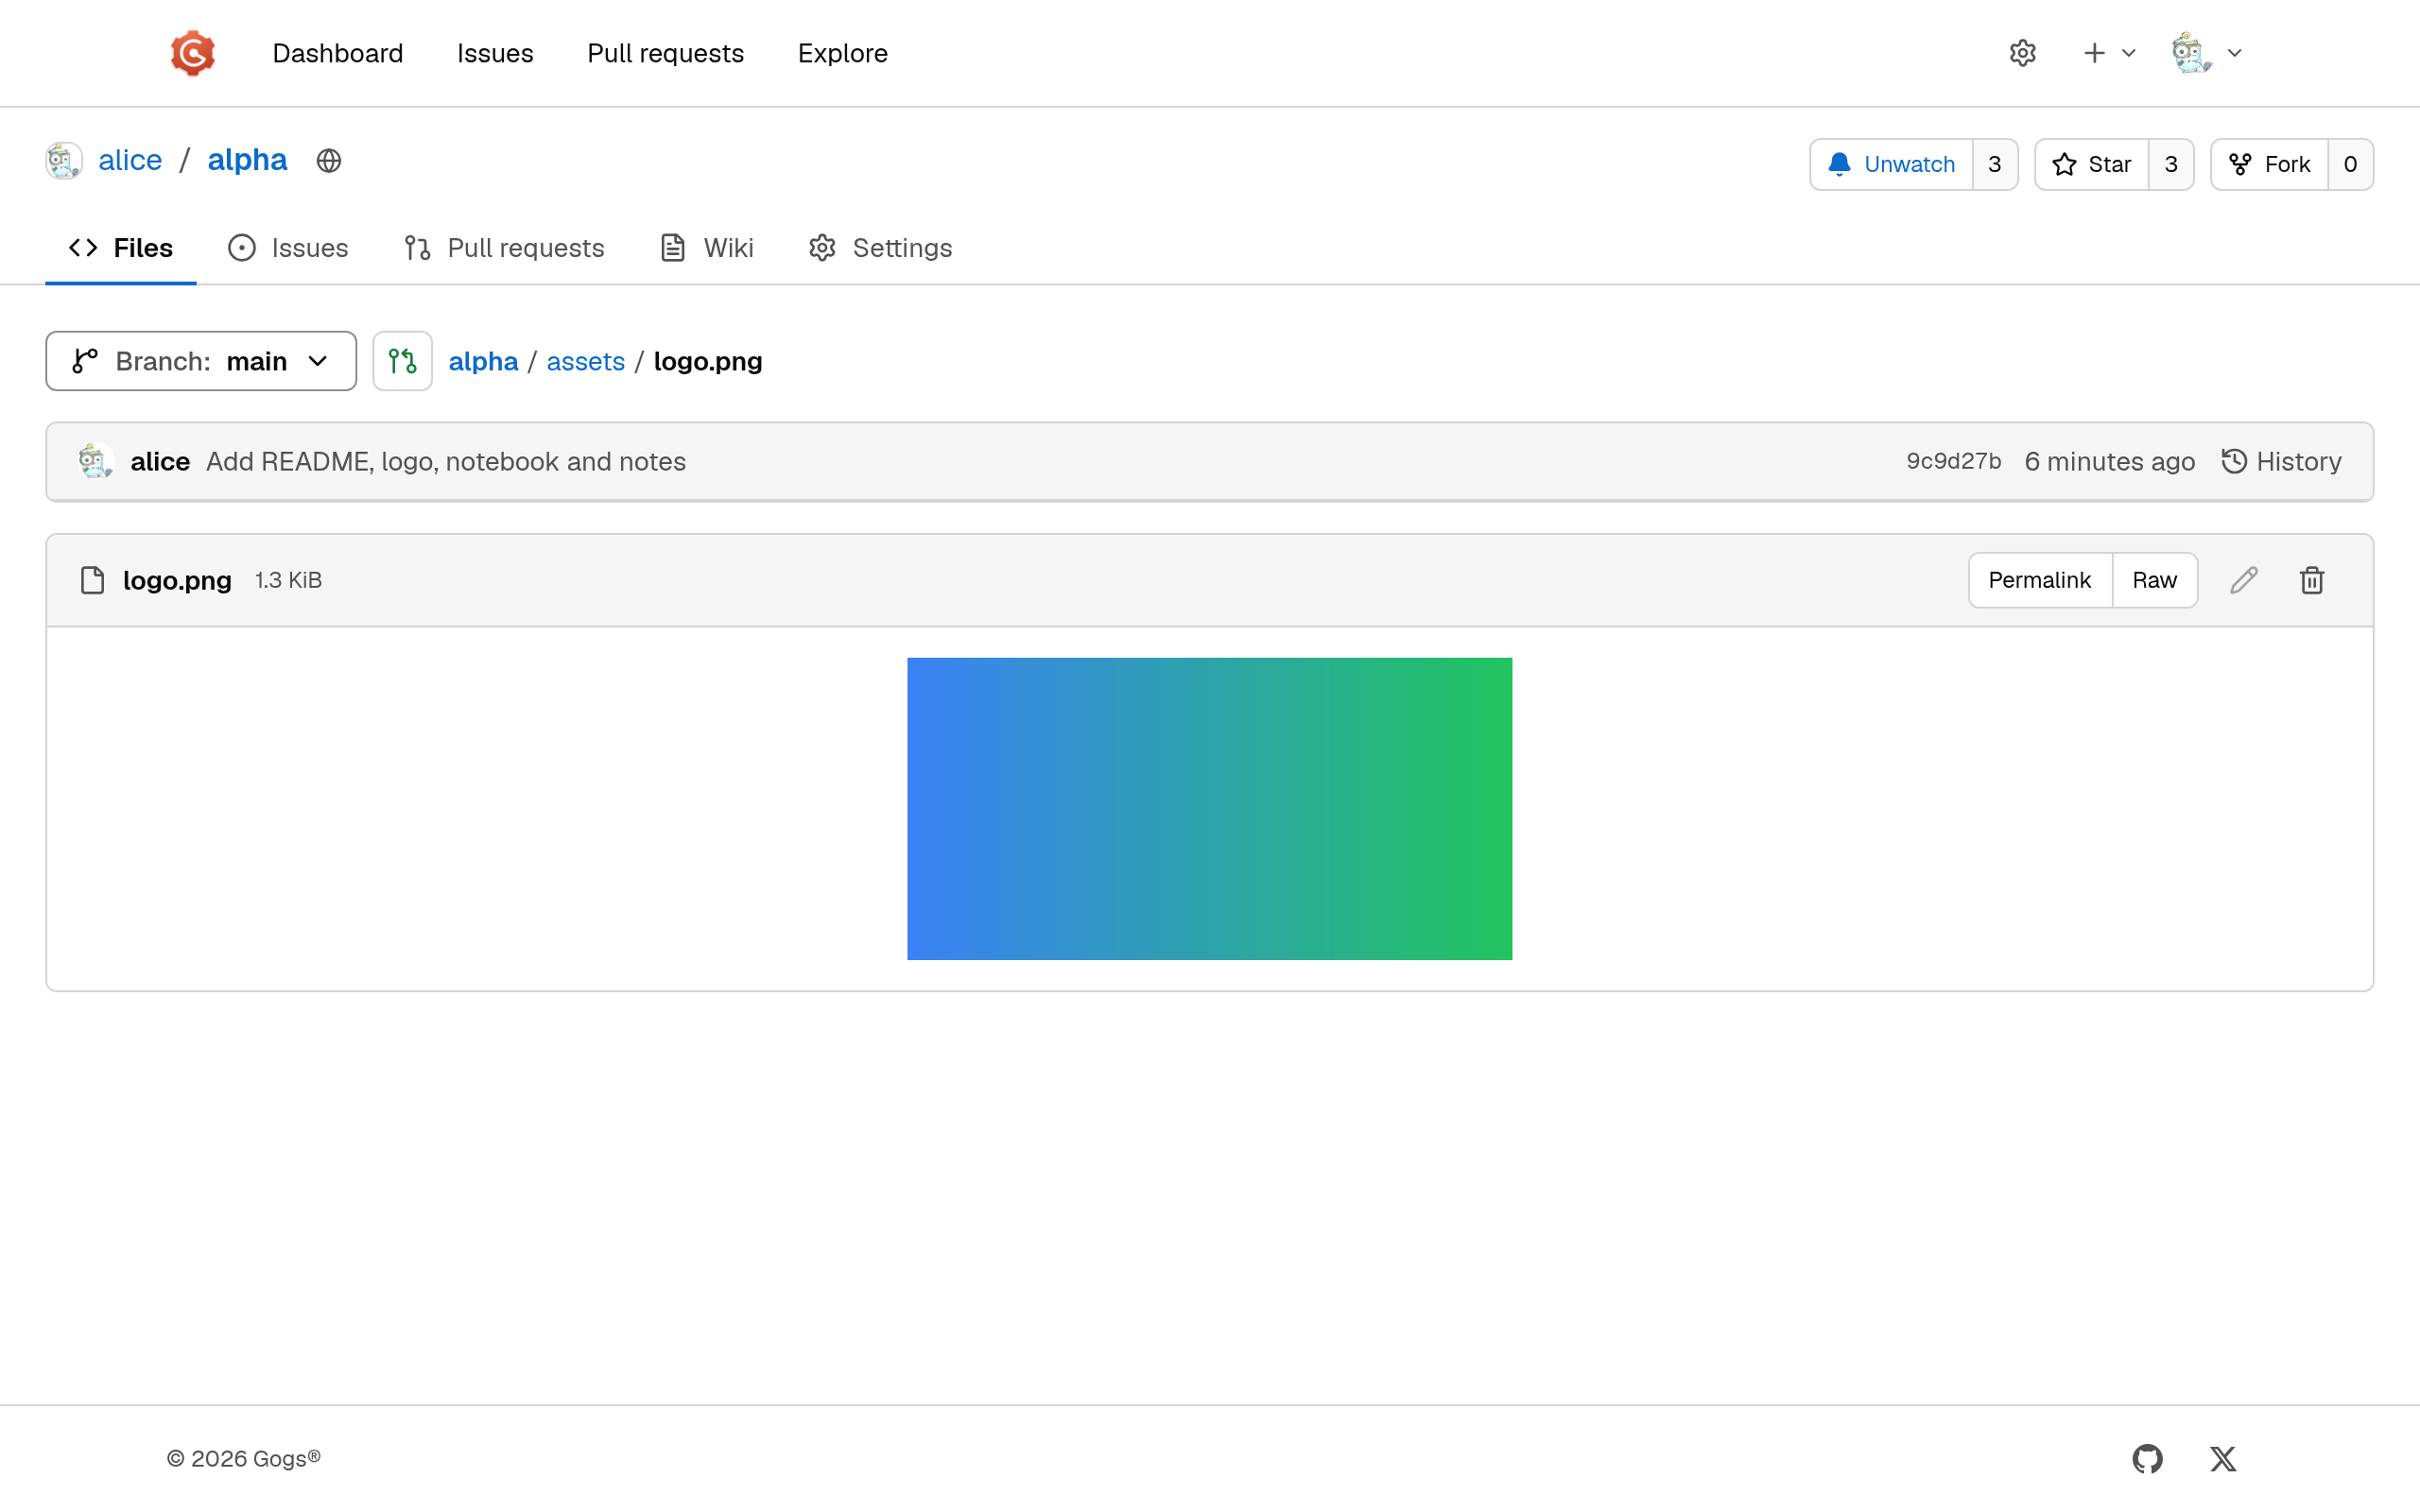 Dashboard Issues Pull requests Explore
alice / alpha
Unwatch 3 Star 3 Fork 0
Files Issues Pull requests Wiki Settings
Branch: main alpha / assets / logo.png
alice Add README, logo, notebook and notes 9c9d27b 6 minutes ago History
logo.png 1.3 KiB Permalink Raw
© 2026 Gogs®